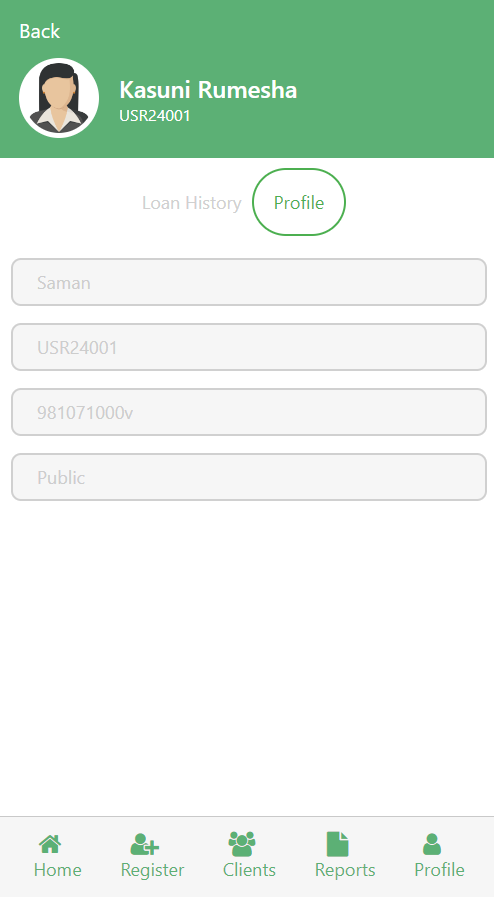 Back
Kasuni Rumesha
USR24001
Loan History
Profile
Saman
USR24001
981071000v
Public
Home
Register
Clients
Reports
Profile